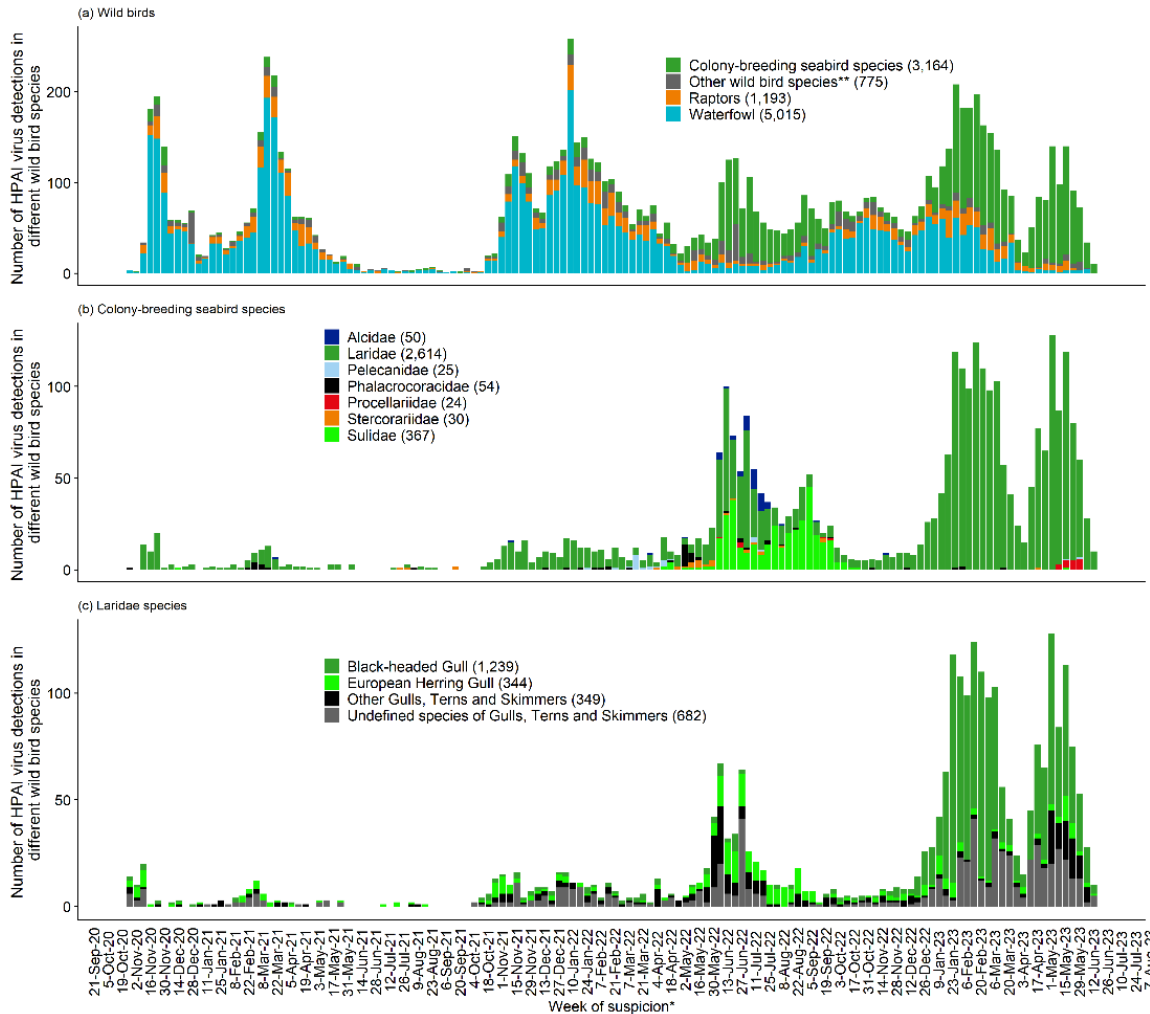 (a) Wild birds
Number of HPAI virus detections in
different wild bird species
200
100
0
Colony-breeding seabird species (3,164)
Other wild bird species** (775)
Raptors (1,193)
Waterfowl (5,015)
(b) Colony-breeding seabird species
Number of HPAI virus detections in
different wild bird species
100
50
0
Alcidae (50)
Laridae (2,614)
Pelecanidae (25)
Phalacrocoracidae (54)
Procellariidae (24)
Stercorariidae (30)
Sulidae (367)
(c) Laridae species
Number of HPAI virus detections in
different wild bird species
100
50
0
Black-headed Gull (1,239)
European Herring Gull (344)
Other Gulls, Terns and Skimmers (349)
Undefined species of Gulls, Terns and Skimmers (682)
21-Sep-20
5-Oct-20
19-Oct-20
2-Nov-20
16-Nov-20
30-Nov-20
14-Dec-20
28-Dec-20
11-Jan-21
25-Jan-21
8-Feb-21
22-Feb-21
8-Mar-21
22-Mar-21
5-Apr-21
19-Apr-21
3-May-21
17-May-21
31-May-21
14-Jun-21
28-Jun-21
12-Jul-21
26-Jul-21
9-Aug-21
23-Aug-21
6-Sep-21
20-Sep-21
4-Oct-21
18-Oct-21
1-Nov-21
15-Nov-21
29-Nov-21
13-Dec-21
27-Dec-21
10-Jan-22
24-Jan-22
7-Feb-22
21-Feb-22
7-Mar-22
21-Mar-22
4-Apr-22
18-Apr-22
2-May-22
16-May-22
30-May-22
13-Jun-22
27-Jun-22
11-Jul-22
25-Jul-22
8-Aug-22
22-Aug-22
5-Sep-22
19-Sep-22
3-Oct-22
17-Oct-22
31-Oct-22
14-Nov-22
28-Nov-22
12-Dec-22
26-Dec-22
9-Jan-23
23-Jan-23
6-Feb-23
20-Feb-23
6-Mar-23
20-Mar-23
3-Apr-23
17-Apr-23
1-May-23
15-May-23
29-May-23
12-Jun-23
26-Jun-23
10-Jul-23
24-Jul-23
Week of suspicion*